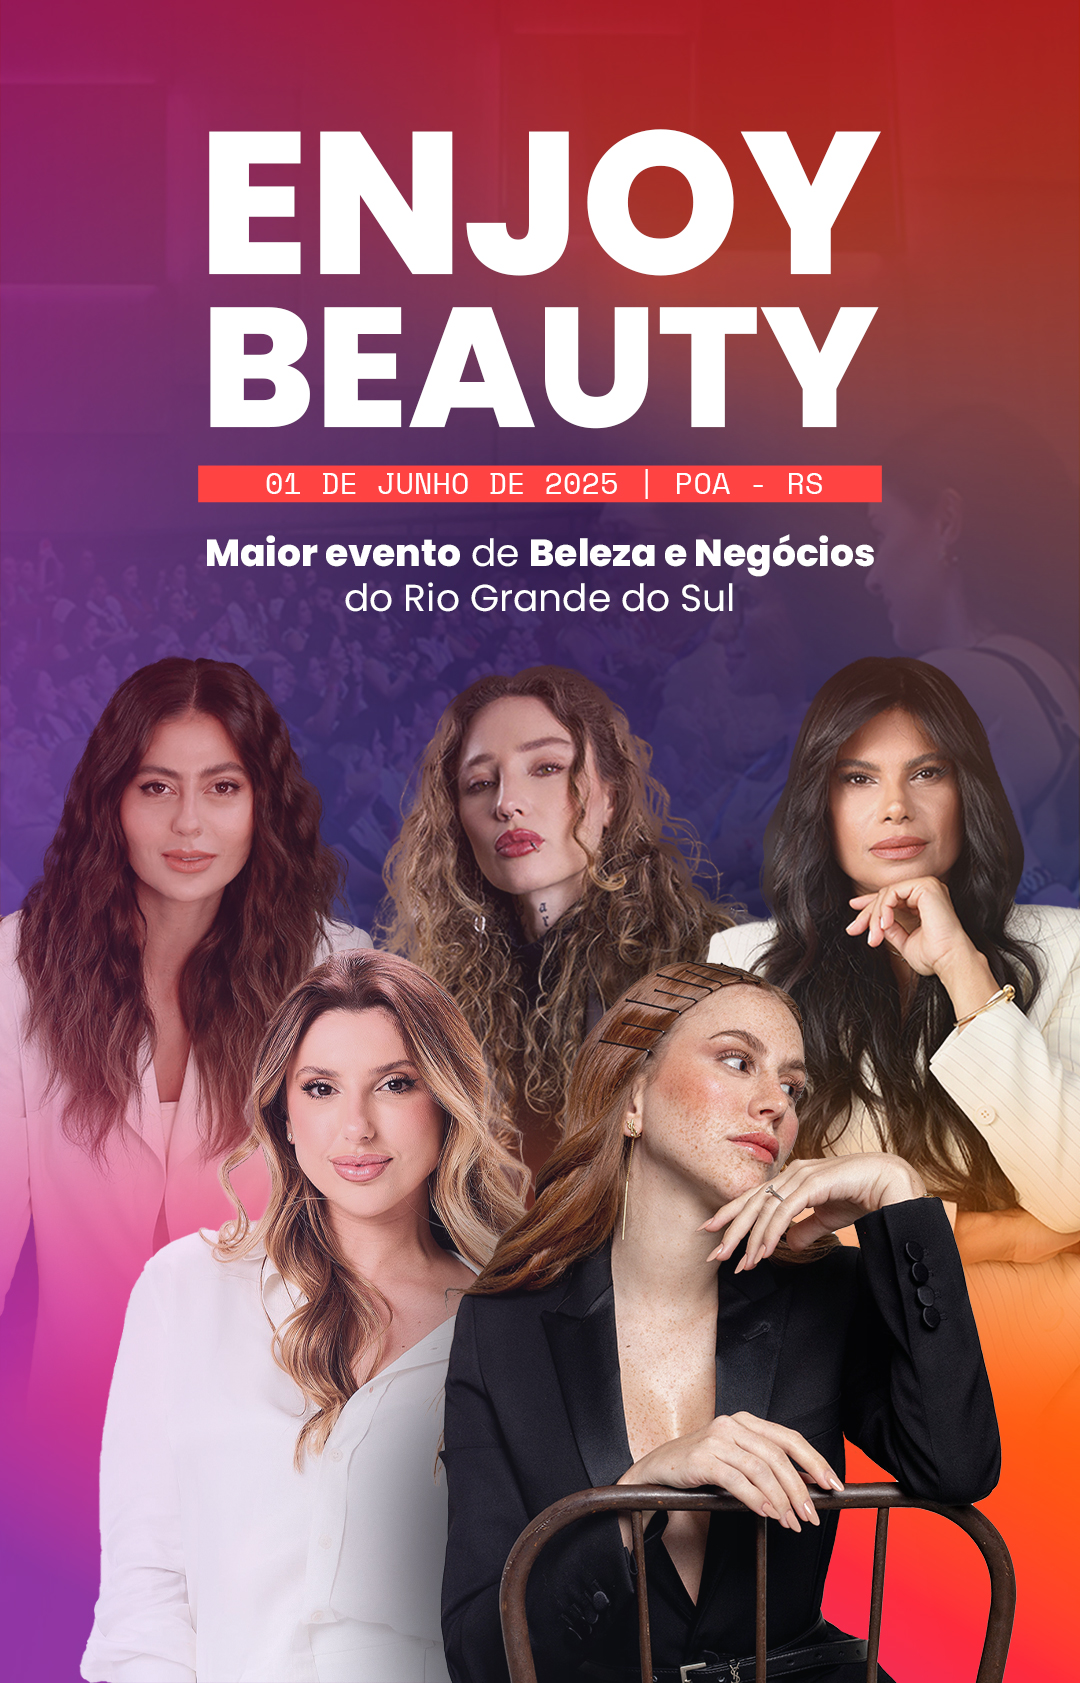 ENJOY
BEAUTY
01 DE JUNHO DE 2025 | POA - RS
Maior evento de Beleza e Negócios
do Rio Grande do Sul